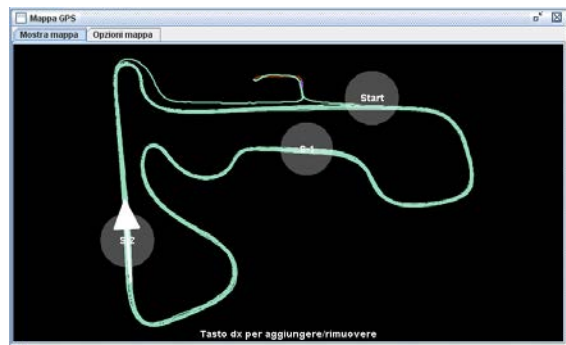 Mappa GPS
Mostra mappa
Opzioni mappa
Start
S-1
S-2
Tasto dx per aggiungere/rimuovere